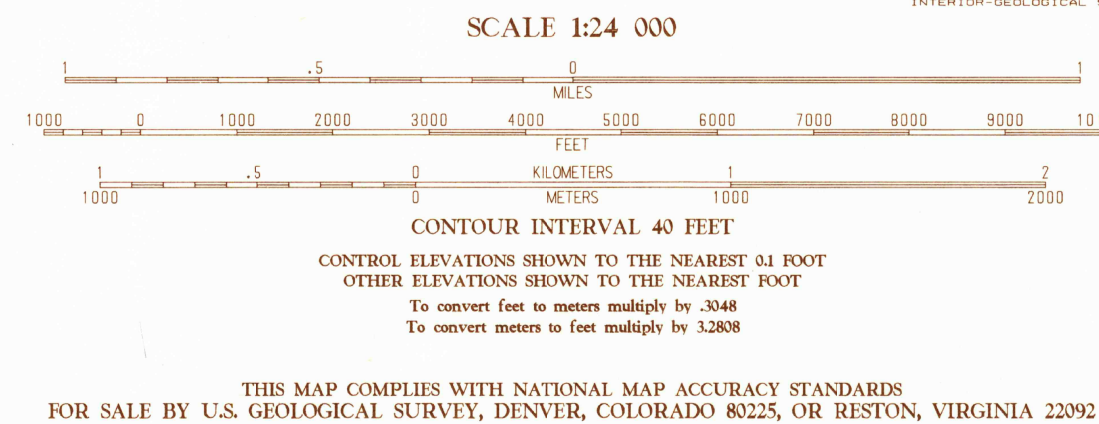 INTERIOR-GEOLOGICAL
SCALE 1:24 000
1 .5 0 1
MILES
1000 0 1000 2000 3000 4000 5000 6000 7000 8000 9000 10
FEET
1 .5 0 KILOMETERS 1 2
1000 0 METERS 1000 2000
CONTOUR INTERVAL 40 FEET
CONTROL ELEVATIONS SHOWN TO THE NEAREST 0.1 FOOT
OTHER ELEVATIONS SHOWN TO THE NEAREST FOOT
To convert feet to meters multiply by .3048
To convert meters to feet multiply by 3.2808
THIS MAP COMPLIES WITH NATIONAL MAP ACCURACY STANDARDS
FOR SALE BY U.S. GEOLOGICAL SURVEY, DENVER, COLORADO 80225, OR RESTON, VIRGINIA 22092